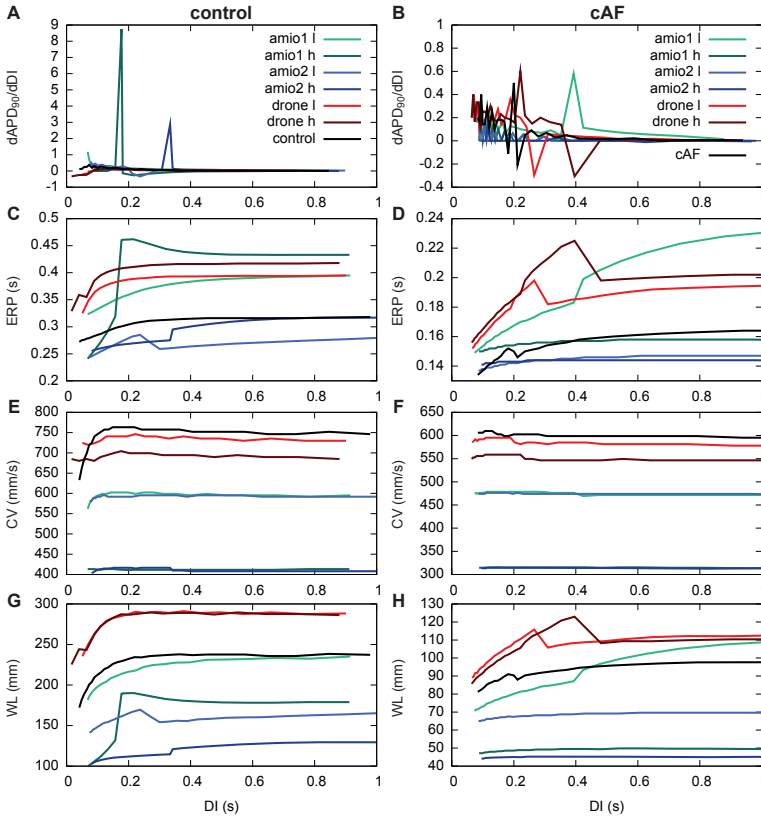 A control B cAF
dAPD90/dDI
9
8
7
6
5
4
3
2
1
0
-1
amio1 l
amio1 h
amio2 l
amio2 h
drone l
drone h
control
dAPD90/dDI
1
0.8
0.6
0.4
0.2
0
-0.2
-0.4
amio1 l
amio1 h
amio2 l
amio2 h
drone l
drone h
cAF
0 0.2 0.4 0.6 0.8 1
0 0.2 0.4 0.6 0.8
C
ERP (s)
0.5
0.45
0.4
0.35
0.3
0.25
0.2
0 0.2 0.4 0.6 0.8 1
D
ERP (s)
0.24
0.22
0.2
0.18
0.16
0.14
0 0.2 0.4 0.6 0.8
E
CV (mm/s)
800
750
700
650
600
550
500
450
400
0 0.2 0.4 0.6 0.8 1
F
CV (mm/s)
650
600
550
500
450
400
350
300
0 0.2 0.4 0.6 0.8
G
WL (mm)
300
250
200
150
100
0 0.2 0.4 0.6 0.8 1
DI (s)
H
WL (mm)
130
120
110
100
90
80
70
60
50
40
0 0.2 0.4 0.6 0.8
DI (s)